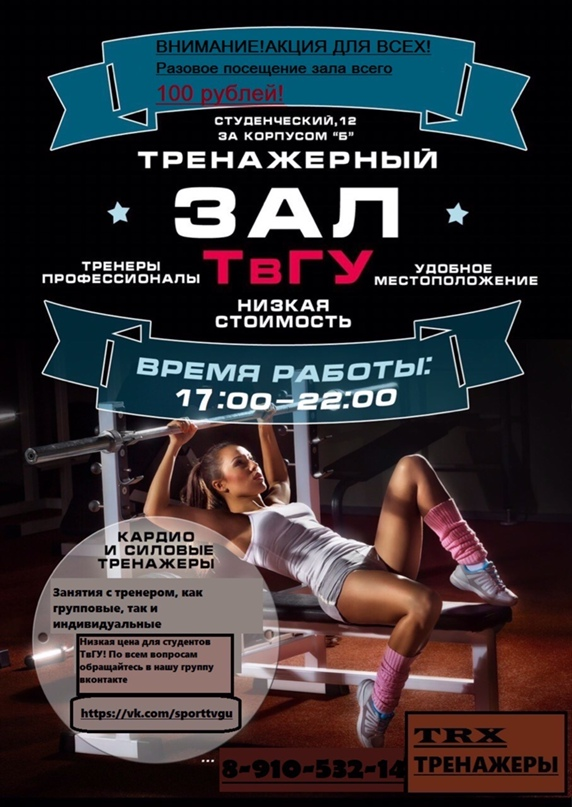 ВНИМАНИЕ!АКЦИЯ ДЛЯ ВСЕХ!
Разовое посещение зала всего
100 рублей!
СТУДЕНЧЕСКИЙ,12
ЗА КОРПУСОМ "Б"
ТРЕНАЖЕРНЫЙ
ЗАЛ
ТвГУ
ТРЕНЕРЫ
ПРОФЕССИОНАЛЫ
УДОБНОЕ
МЕСТОПОЛОЖЕНИЕ
НИЗКАЯ
СТОИМОСТЬ
ВРЕМЯ РАБОТЫ:
17:00-22:00
КАРДИО
И СИЛОВЫЕ
ТРЕНАЖЕРЫ
Занятия с тренером, как
групповые, так и
индивидуальные
Низкая цена для студентов
ТвГУ! По всем вопросам
обращайтесь в нашу группу
вконтакте
https://vk.com/sporttvgu
...
8-910-532-14
TRX
ТРЕНАЖЕРЫ